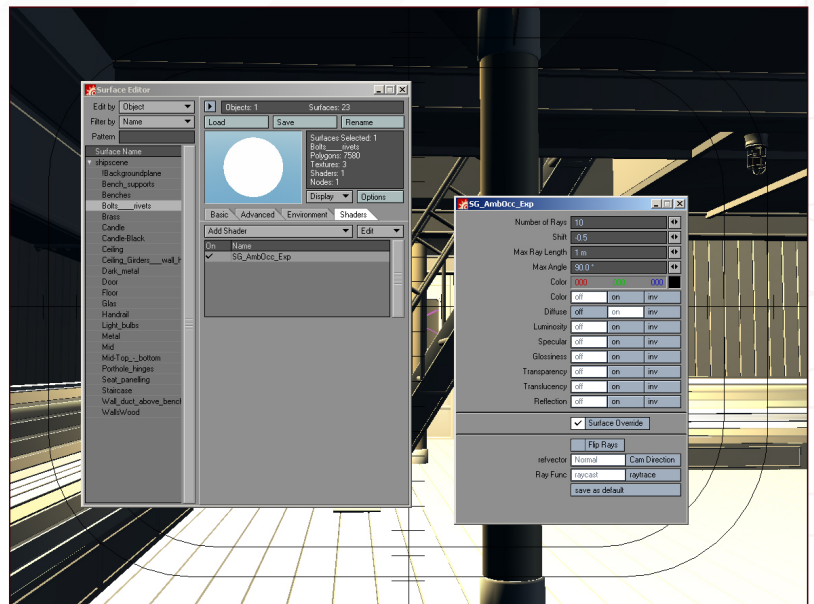 Surface Editor
Edit by Object
Filter by Name
Pattern
Surface Name
shipscene
!Backgroundplane
Bench_supports
Benches
Bolts____rivets
Brass
Candle
Candle-Black
Ceiling
Ceiling_Girders___wall_h
Dark_metal
Door
Floor
Glas
Handrail
Light_bulbs
Metal
Mid
Mid-Top_-_bottom
Porthole_hinges
Seat_panelling
Staircase
Wall_duct_above_bencl
WallsWood
Objects: 1 Surfaces: 23
Load Save Rename
Surfaces Selected: 1
Bolts____rivets
Polygons: 7580
Textures: 3
Shaders: 1
Nodes: 1
Display Options
Basic Advanced Environment Shaders
Add Shader Edit
On Name
SG_AmbOcc_Exp
SG_AmbOcc_Exp
Number of Rays 10
Shift -0.5
Max Ray Length 1 m
Max Angle 90.0 °
Color 000 000 000
Color off on inv
Diffuse off on inv
Luminosity off on inv
Specular off on inv
Glossiness off on inv
Transparency off on inv
Translucency off on inv
Reflection off on inv
Surface Override
Flip Rays
refvector Normal Cam Direction
Ray Func raycast raytrace
save as default